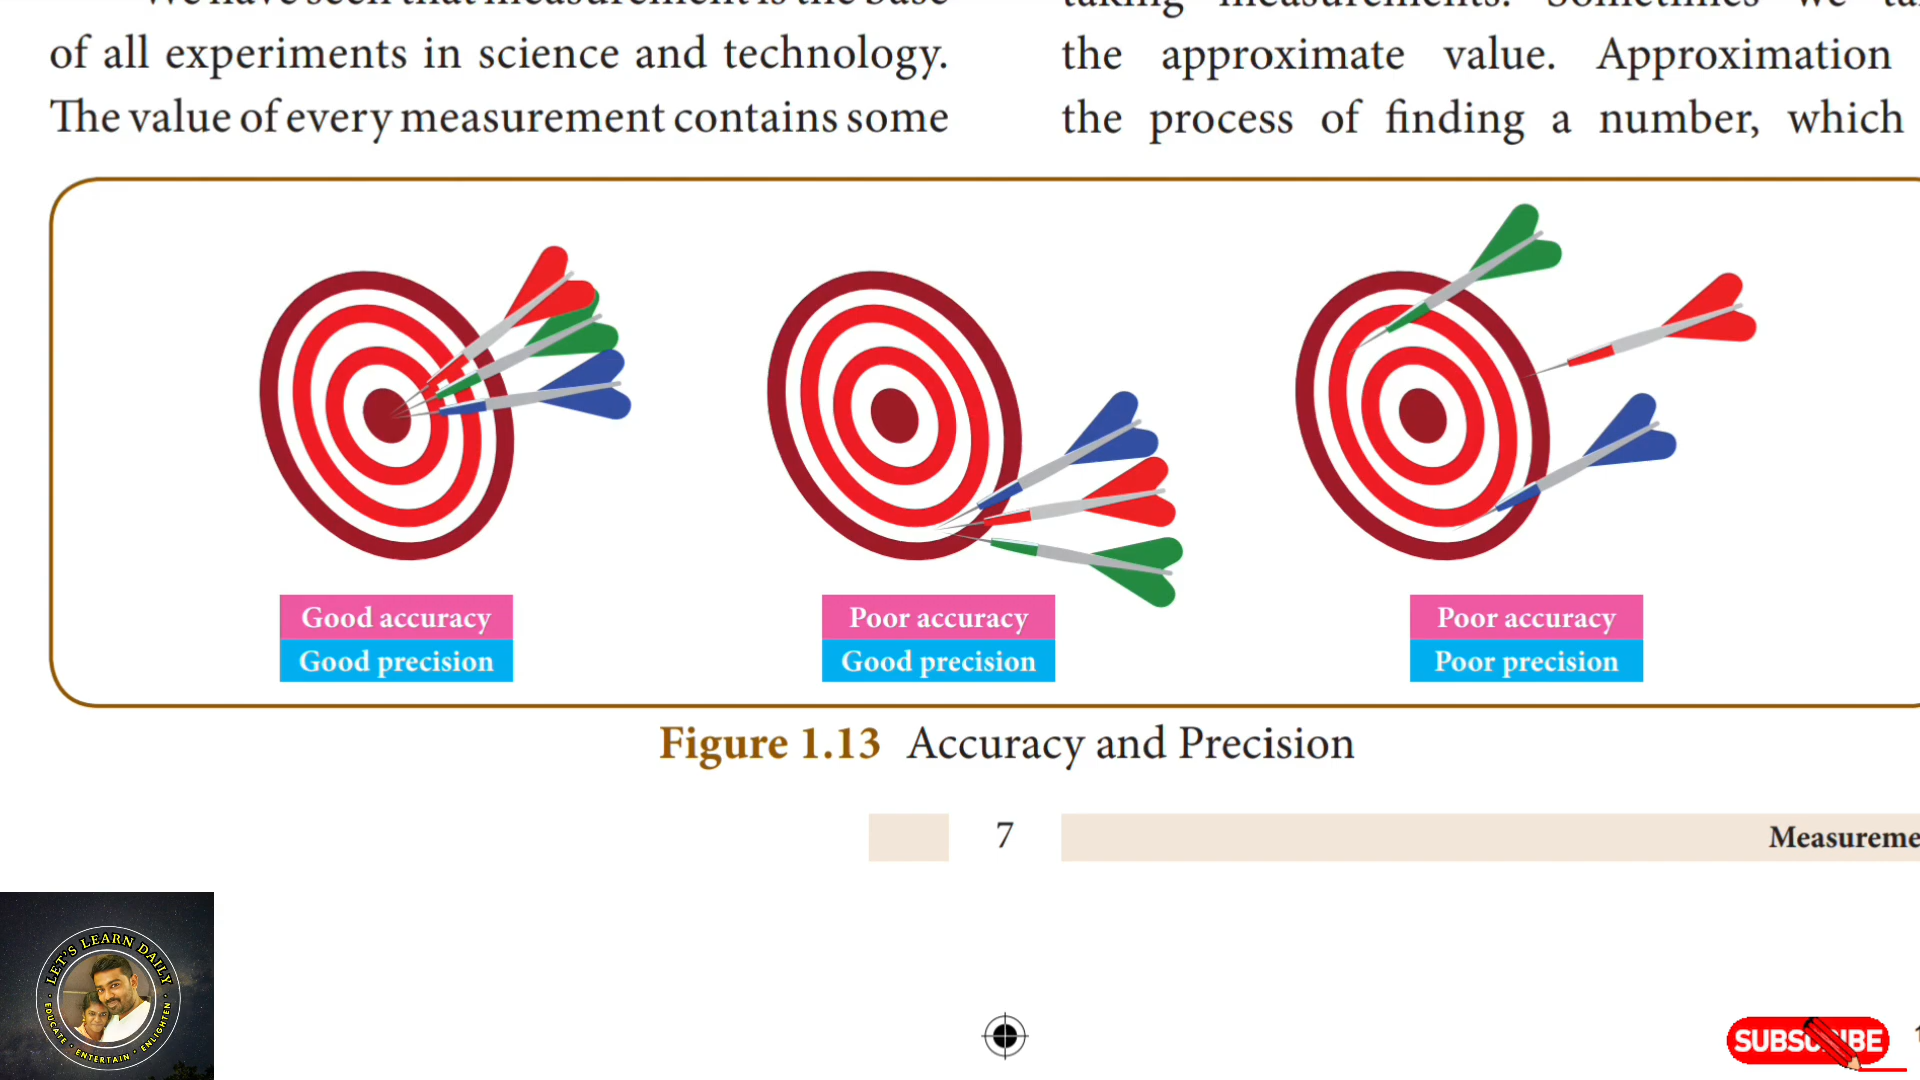 of all experiments in science and technology.
The value of every measurement contains some
the approximate value. Approximation
the process of finding a number, which
Good accuracy
Good precision
Poor accuracy
Good precision
Poor accuracy
Poor precision
Figure 1.13 Accuracy and Precision
7
Measureme
LET'S LEARN DAILY
EDUCATE · ENTERTAIN · ENLIGHTEN
SUBSCRIBE